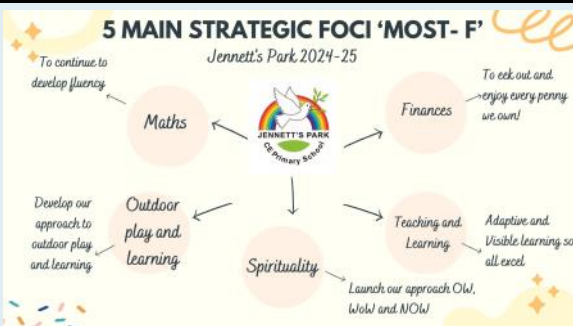 5 MAIN STRATEGIC FOCI 'MOST- F'
Jennett's Park 2024-25
To continue to
develop fluency
Maths
JENNETT'S PARK
CE Primary School
Finances
To eek out and
enjoy every penny
we own!
Develop our
approach to
outdoor play
and learning
Outdoor
play and
learning
Spirituality
Launch our approach OW,
WoW and NOW
Teaching and
Learning
Adaptive and
Visible learning so
all excel